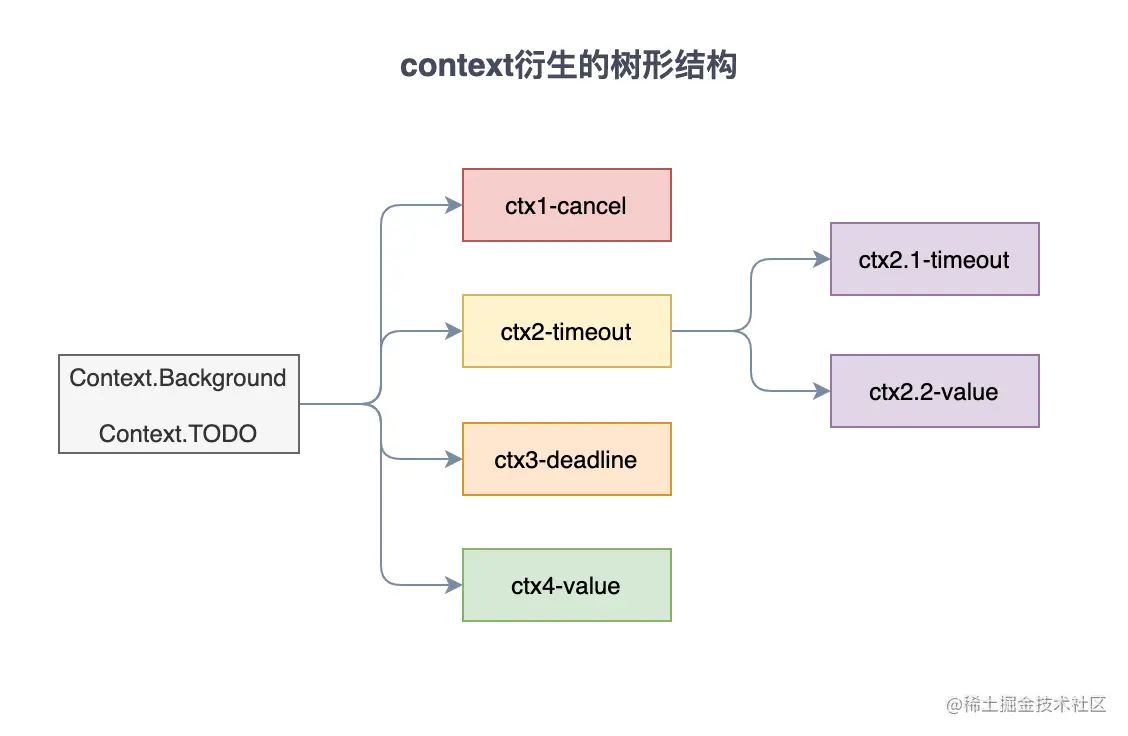 context衍生的树形结构
ctx1-cancel
ctx2.1-timeout
ctx2-timeout
Context.Background
ctx2.2-value
Context.TODO
ctx3-deadline
ctx4-value
@稀土掘金技术社区